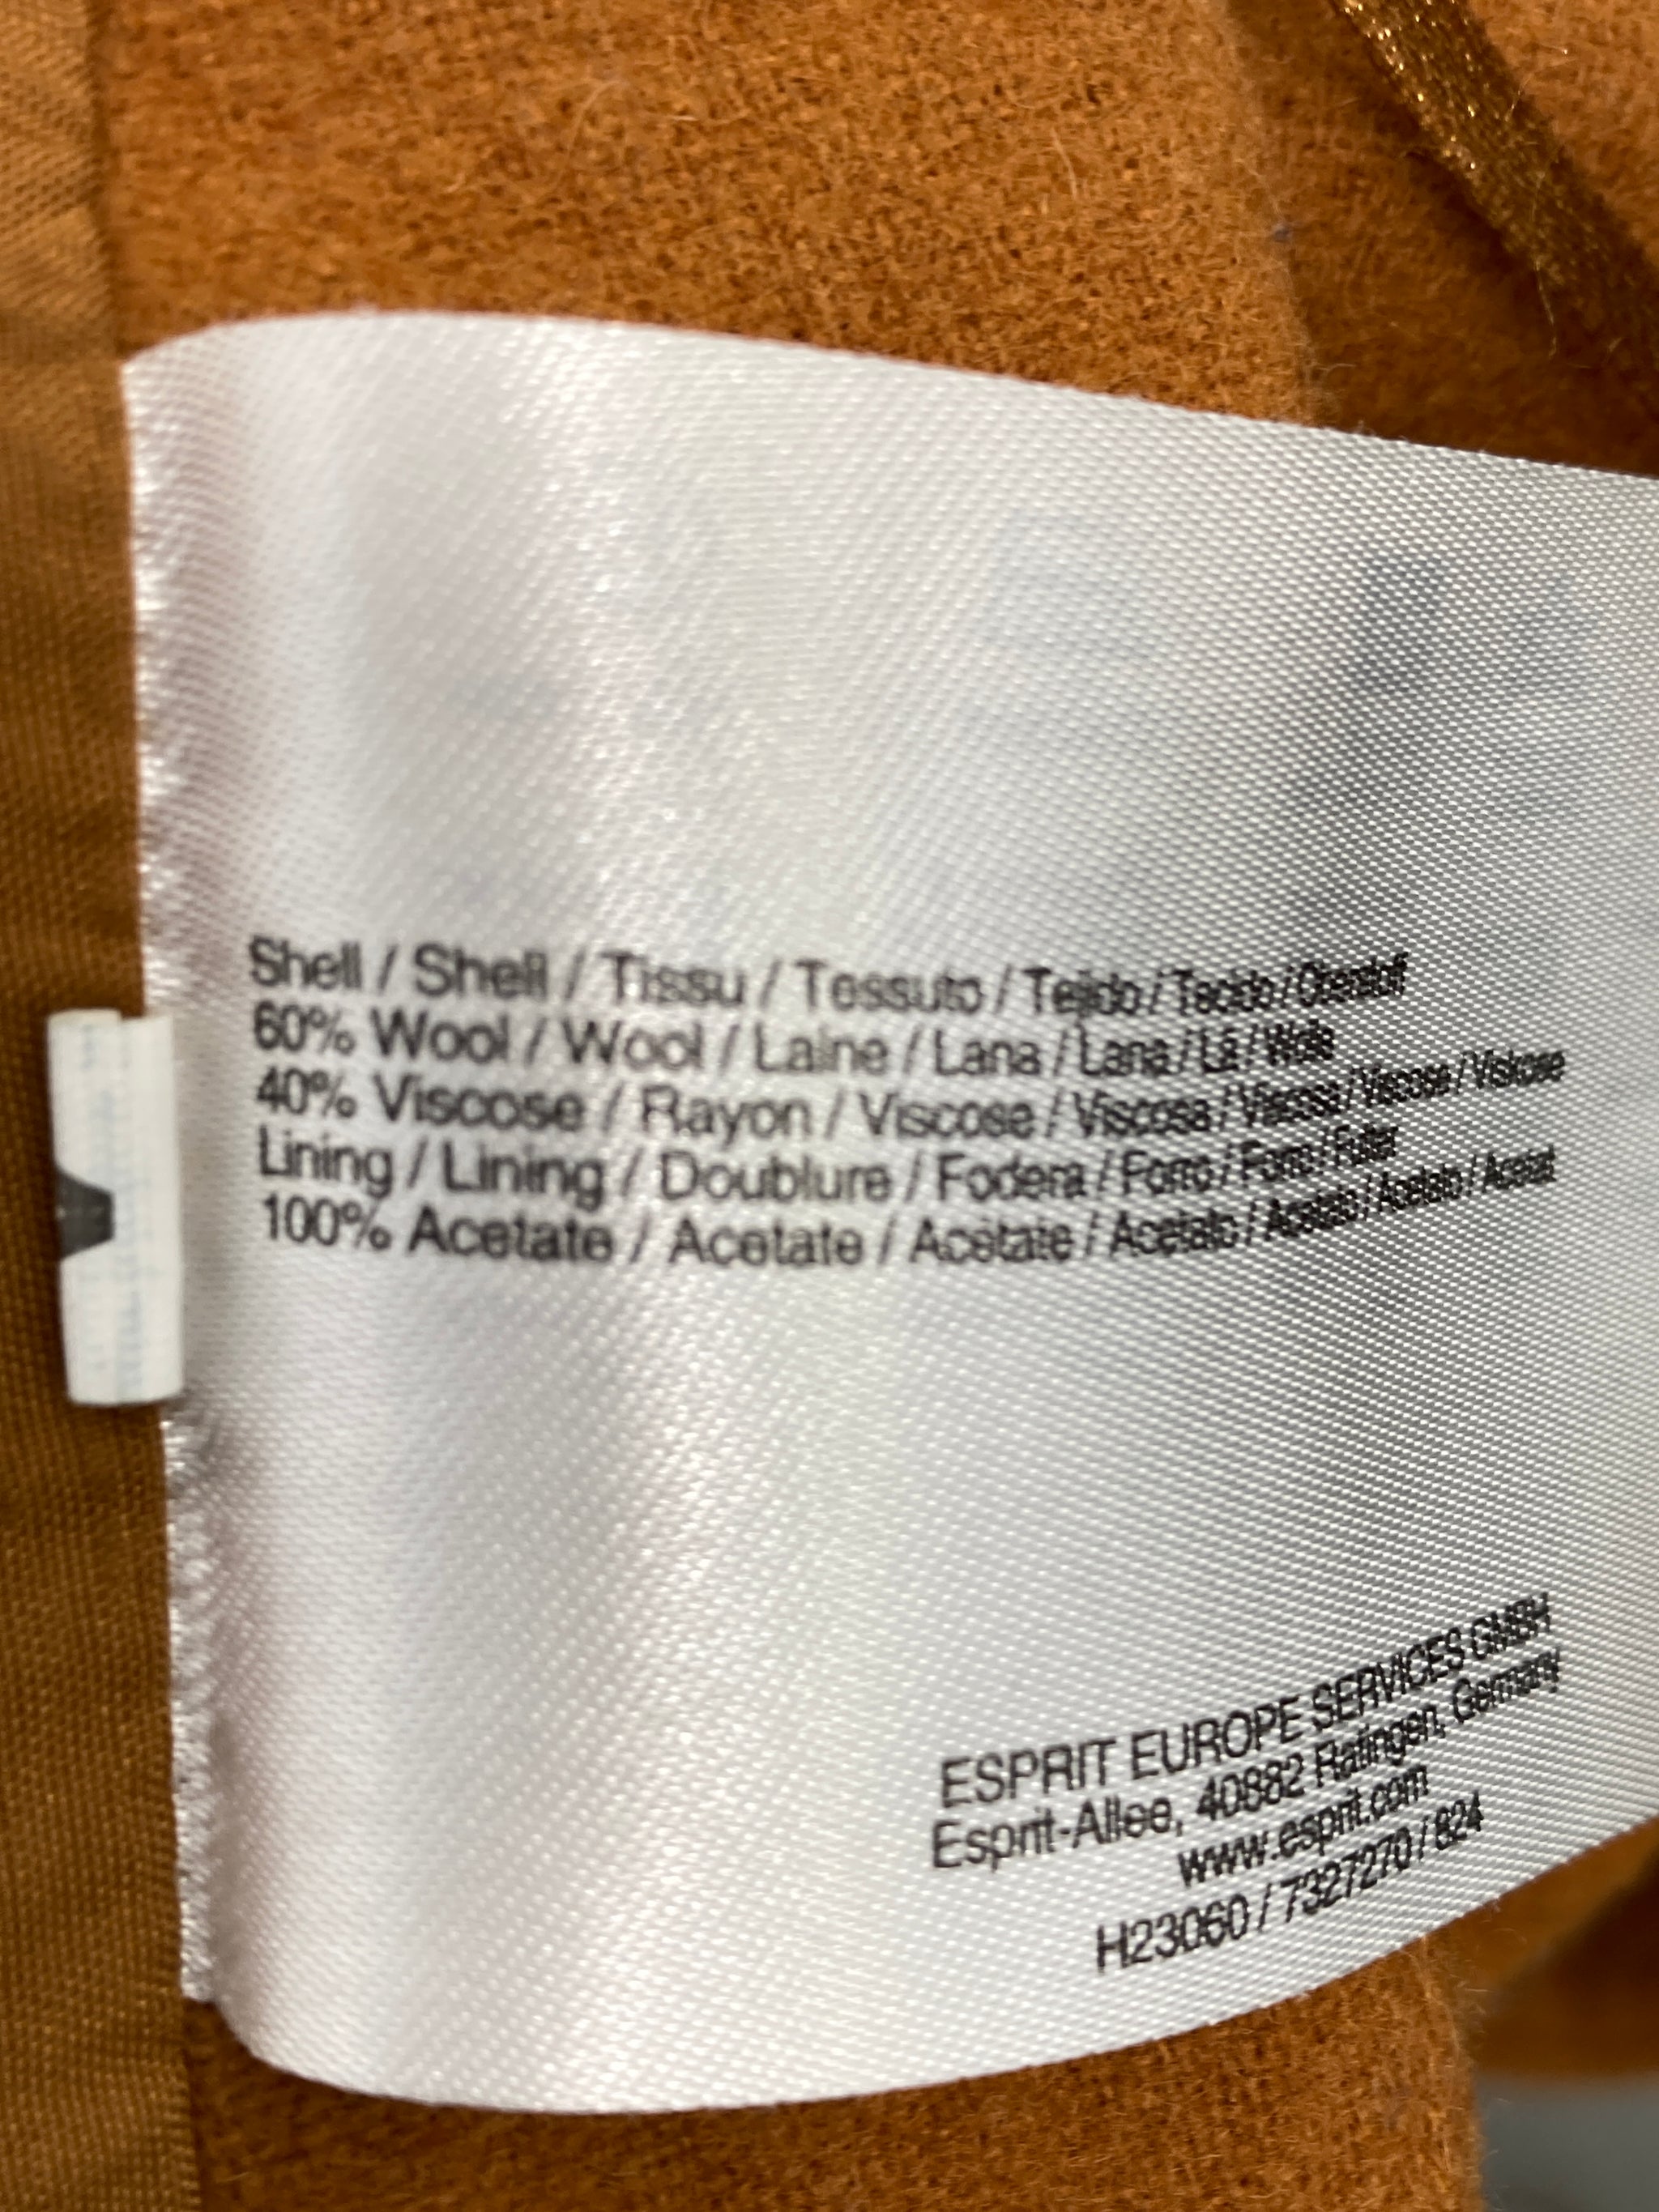 Shell / Shell / Tissu / Tessuto / Tejido / Tecido / Oberstoff
60% Wool / Wool / Laine / Lana / Lana / Lã / Wolle
40% Viscose / Rayon / Viscose / Viscosa / Viscosa / Viscose / Viskose
Lining / Lining / Doublure / Fodera / Forro / Forro / Futter
100% Acetate / Acetate / Acétate / Acetato / Acetato / Acetato / Acetat
ESPRIT EUROPE SERVICES GMBH
Esprit-Allee, 40882 Ratingen, Germany
www.esprit.com
H23060 / 7327270 / 824